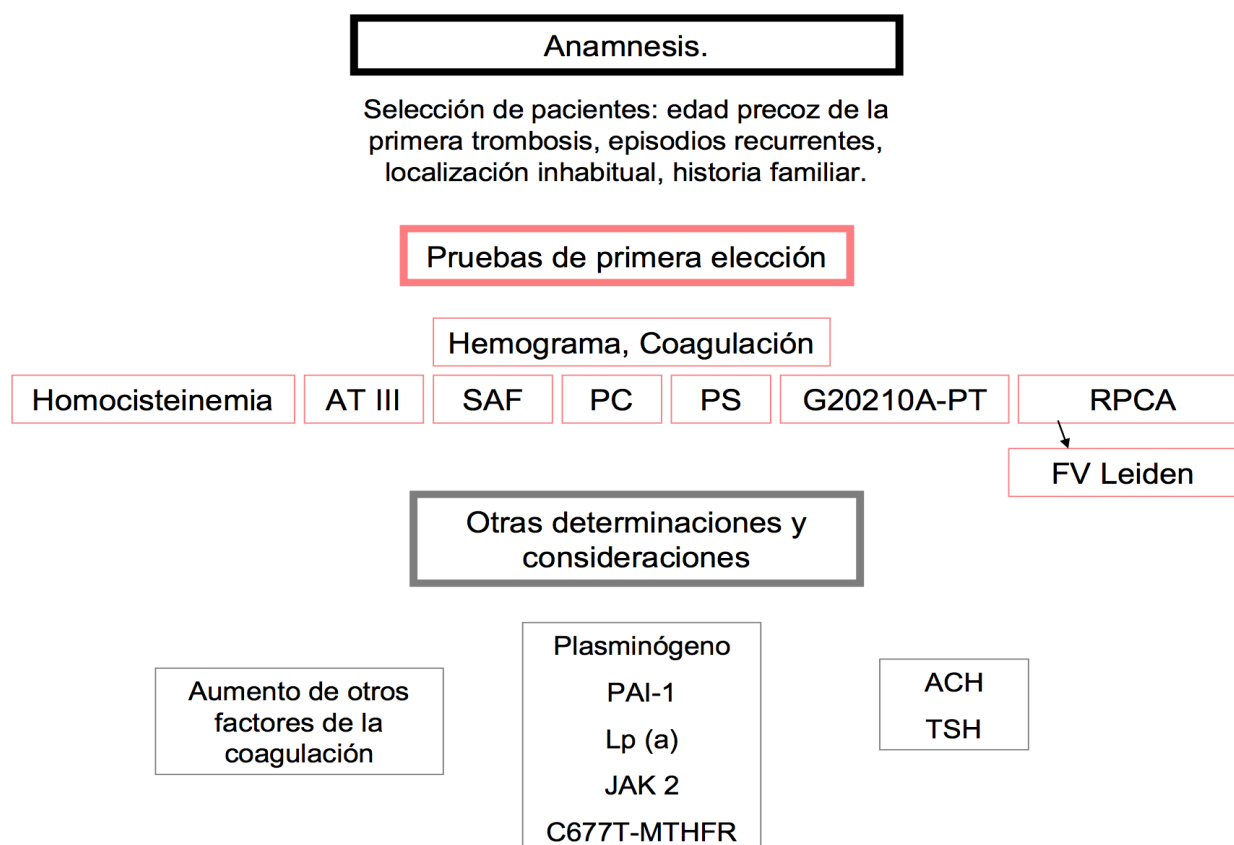 Anamnesis.
Selección de pacientes: edad precoz de la
primera trombosis, episodios recurrentes,
localización inhabitual, historia familiar.
Pruebas de primera elección
Hemograma, Coagulación
Homocisteinemia
AT III
SAF
PC
PS
G20210A-PT
RPCA
FV Leiden
Otras determinaciones y
consideraciones
Aumento de otros
factores de la
coagulación
Plasminógeno
PAI-1
Lp (a)
JAK 2
C677T-MTHFR
ACH
TSH